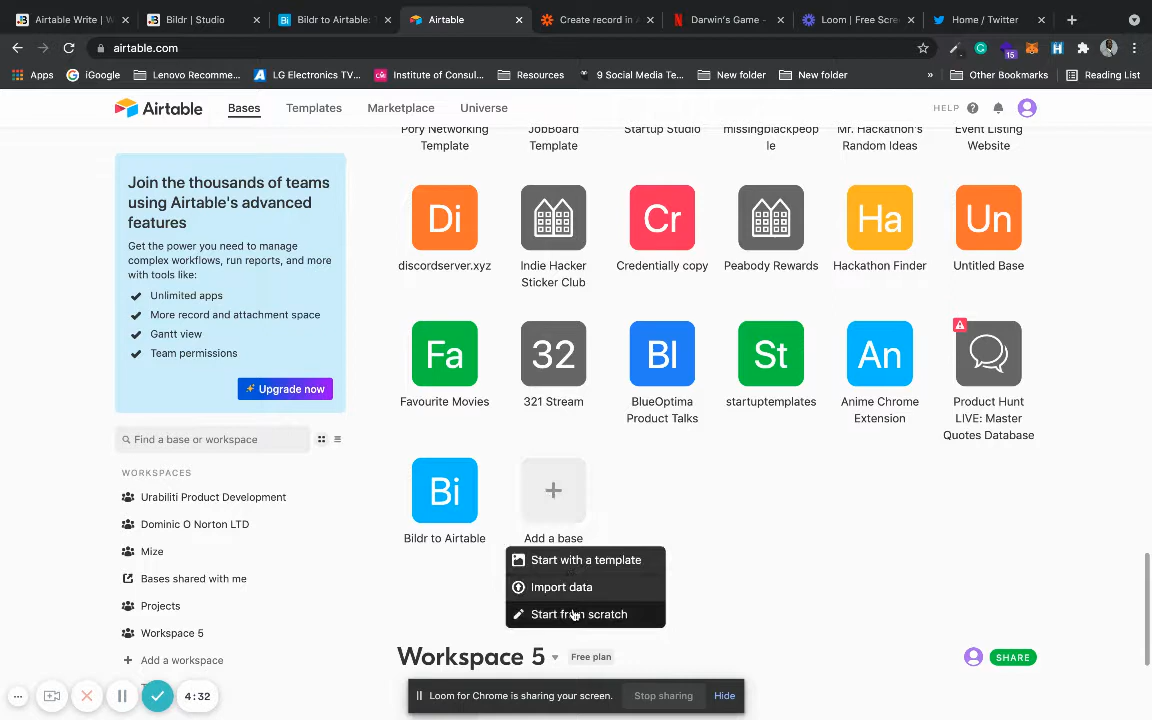 Airtable Write | W
Bildr | Studio
Bildr to Airtable: T
Airtable
Create record in A
Darwin's Game -
Loom | Free Scre
Home / Twitter
airtable.com
15
Apps
iGoogle
Lenovo Recomme...
LG Electronics TV...
Institute of Consul...
Resources
9 Social Media Te...
New folder
New folder
»
Other Bookmarks
Reading List
Airtable
Bases
Templates
Marketplace
Universe
HELP
Pory Networking
Template
JobBoard
Template
Startup Studio
missingblackpeop
le
Mr. Hackathon's
Random Ideas
Event Listing
Website
Join the thousands of teams
using Airtable's advanced
features
Get the power you need to manage
complex workflows, run reports, and more
with tools like:
Unlimited apps
More record and attachment space
Gantt view
Team permissions
Upgrade now
Di
discordserver.xyz
Indie Hacker
Sticker Club
Cr
Credentially copy
Peabody Rewards
Ha
Hackathon Finder
Un
Untitled Base
Fa
Favourite Movies
32
321 Stream
Bl
BlueOptima
Product Talks
St
startuptemplates
An
Anime Chrome
Extension
Product Hunt
LIVE: Master
Quotes Database
Find a base or workspace
WORKSPACES
Urabiliti Product Development
Dominic O Norton LTD
Mize
Bases shared with me
Projects
Workspace 5
Add a workspace
Bi
Bildr to Airtable
Add a base
Start with a template
Import data
Start from scratch
Workspace 5
Free plan
SHARE
4:32
Loom for Chrome is sharing your screen.
Stop sharing
Hide